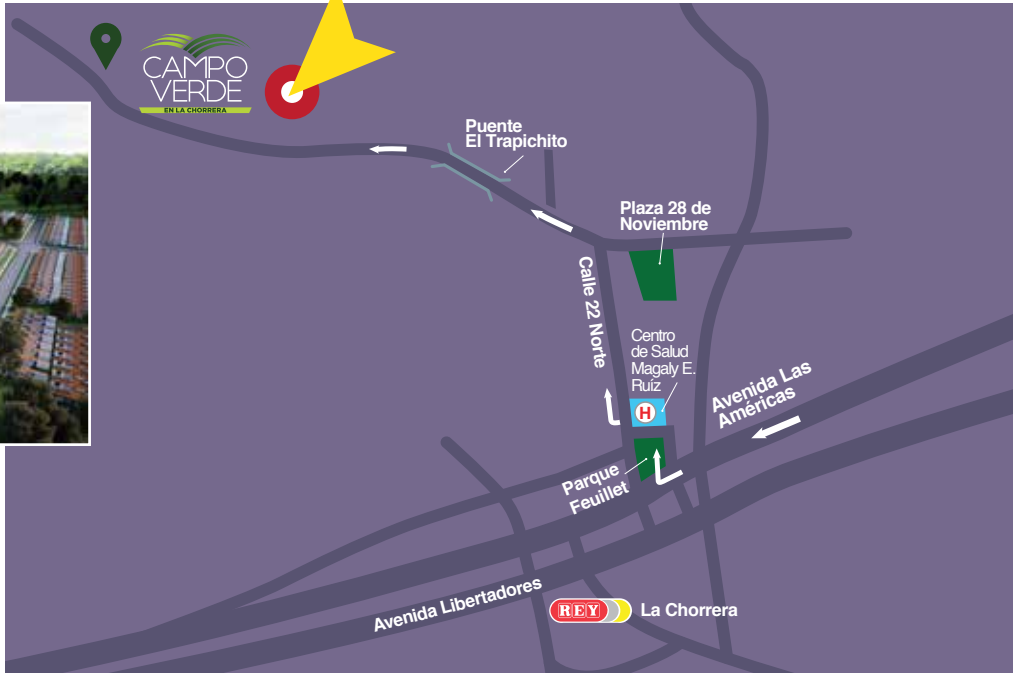 CAMPO
VERDE
EN LA CHORRERA
Puente
El Trapichito
Plaza 28 de
Noviembre
Calle 22 Norte
Centro
de Salud
Magaly E.
Ruíz
H
Avenida Las
Américas
Parque
Feuillet
Avenida Libertadores
REY
La Chorrera